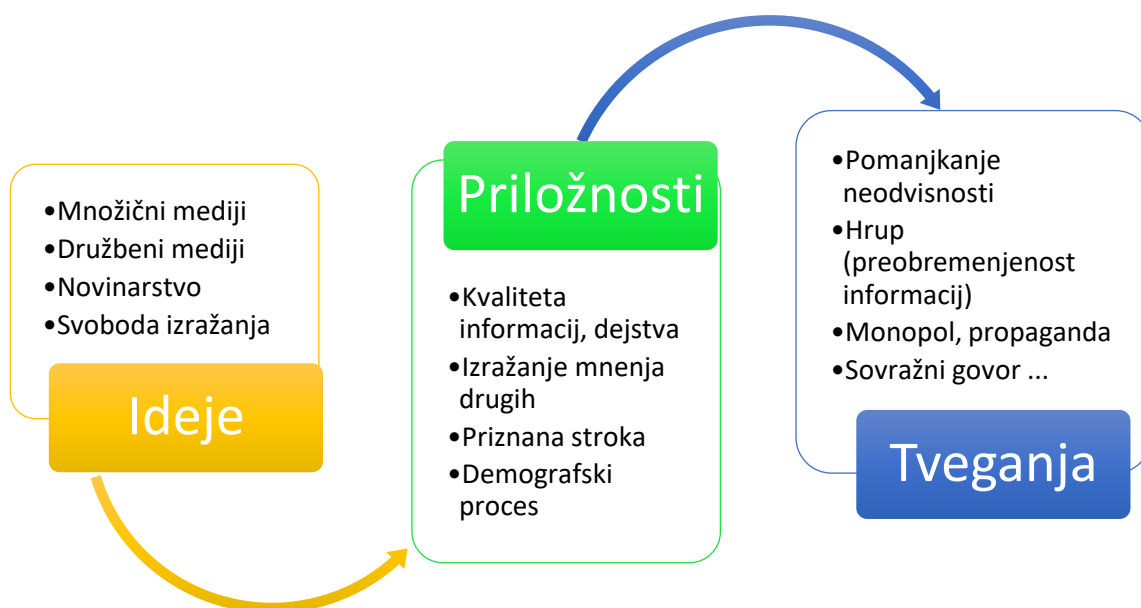 •Množični mediji
•Družbeni mediji
•Novinarstvo
•Svoboda izražanja
Ideje
Priložnosti
•Kvaliteta
informacij, dejstva
•Izražanje mnenja
drugih
•Priznana stroka
•Demografski
proces
•Pomanjkanje
neodvisnosti
•Hrup
(preobremenjenost
informacij)
•Monopol, propaganda
•Sovražni govor ...
Tveganja